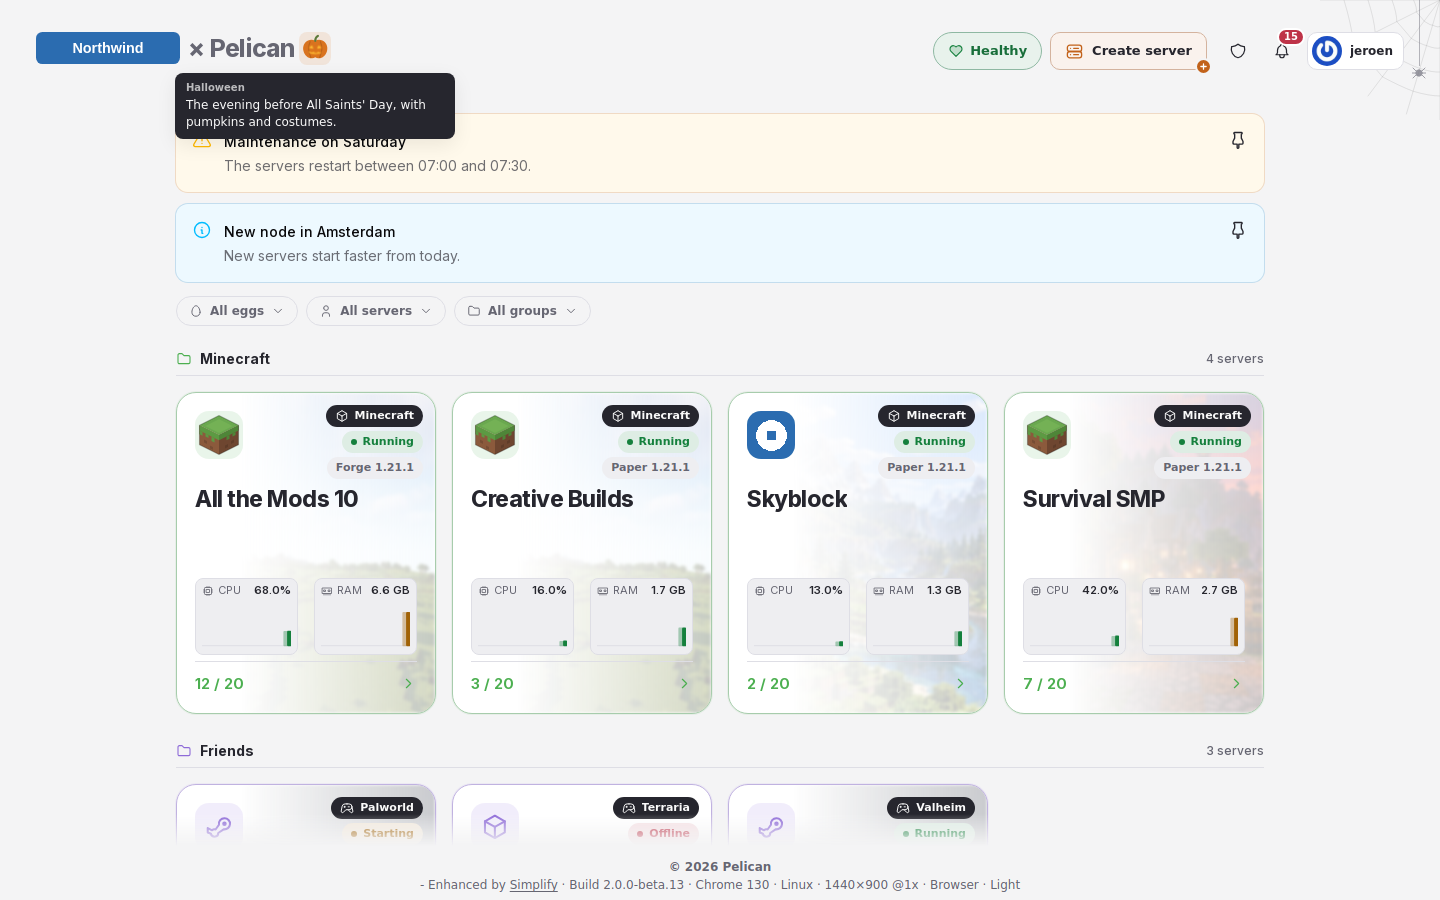 Northwind × Pelican
Healthy
Create server
15
jeroen
Halloween
The evening before All Saints' Day, with
pumpkins and costumes.
Maintenance on Saturday
The servers restart between 07:00 and 07:30.
New node in Amsterdam
New servers start faster from today.
All eggs
All servers
All groups
Minecraft
4 servers
Minecraft
Running
Forge 1.21.1
All the Mods 10
CPU 68.0%
RAM 6.6 GB
12 / 20
Minecraft
Running
Paper 1.21.1
Creative Builds
CPU 16.0%
RAM 1.7 GB
3 / 20
Minecraft
Running
Paper 1.21.1
Skyblock
CPU 13.0%
RAM 1.3 GB
2 / 20
Minecraft
Running
Paper 1.21.1
Survival SMP
CPU 42.0%
RAM 2.7 GB
7 / 20
Friends
3 servers
Palworld
Starting
Terraria
Offline
Valheim
Running
© 2026 Pelican
- Enhanced by Simplify · Build 2.0.0-beta.13 · Chrome 130 · Linux · 1440×900 @1x · Browser · Light